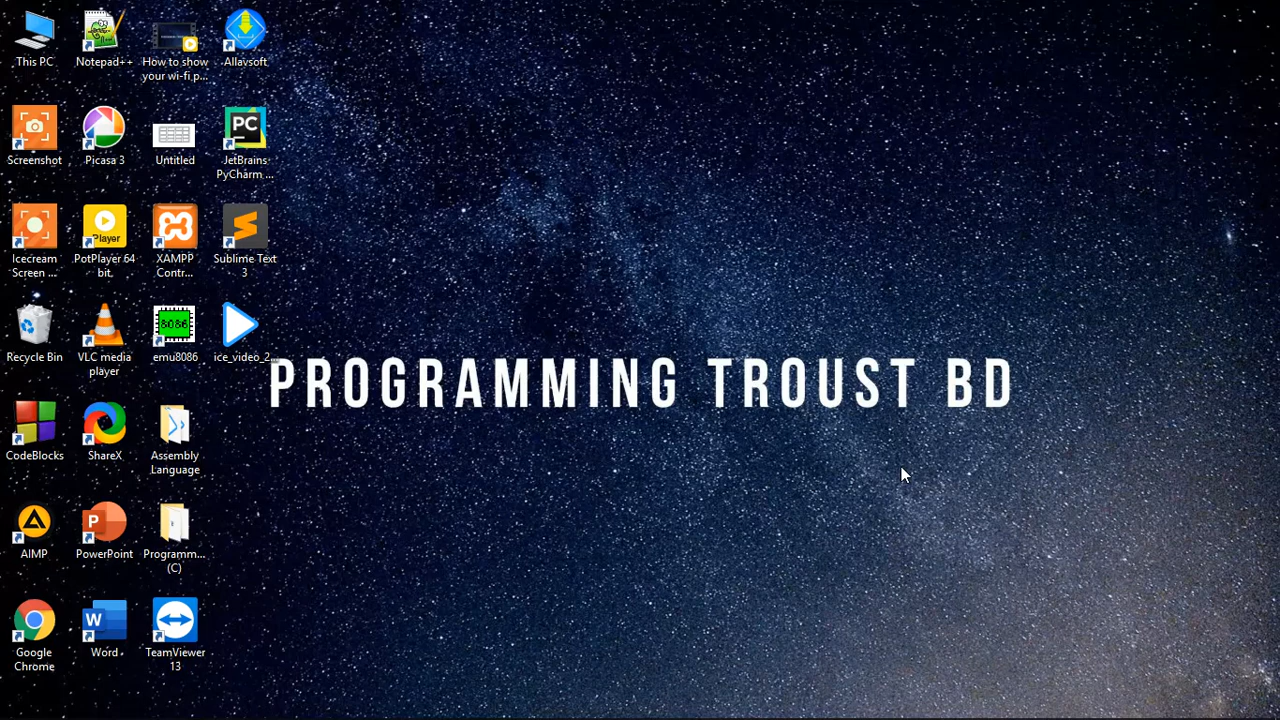 This PC
Notepad++
How to show
your wi-fi p...
Allavsoft
Screenshot
Picasa 3
Untitled
PC
JetBrains
PyCharm ...
Icecream
Screen ...
Player
PotPlayer 64
bit
XAMPP
Contr...
Sublime Text
3
Recycle Bin
VLC media
player
8086
emu8086
ice_video_2...
PROGRAMMING TROUST BD
CodeBlocks
ShareX
Assembly
Language
AIMP
P
PowerPoint
Programm...
(C)
Google
Chrome
W
Word
TeamViewer
13